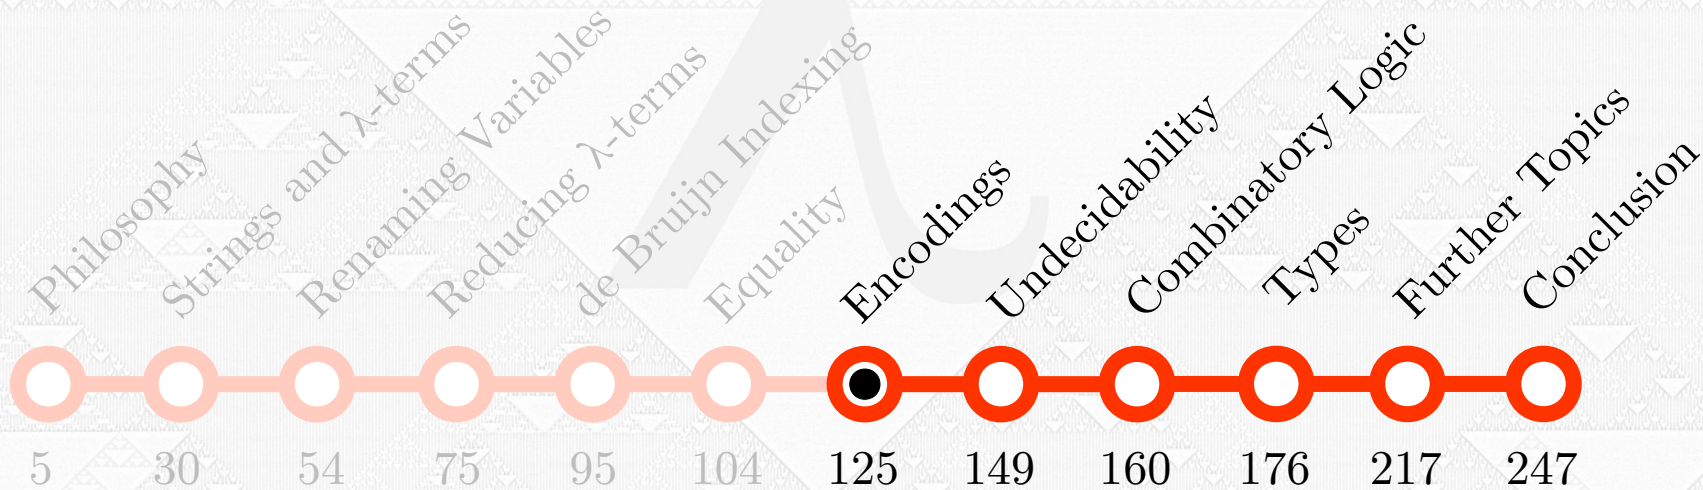 Philosophy
Strings and λ-terms
Renaming Variables
Reducing λ-terms
de Bruijn Indexing
Equality
Encodings
Undecidability
Combinatory Logic
Types
Further Topics
Conclusion
5 30 54 75 95 104 125 149 160 176 217 247